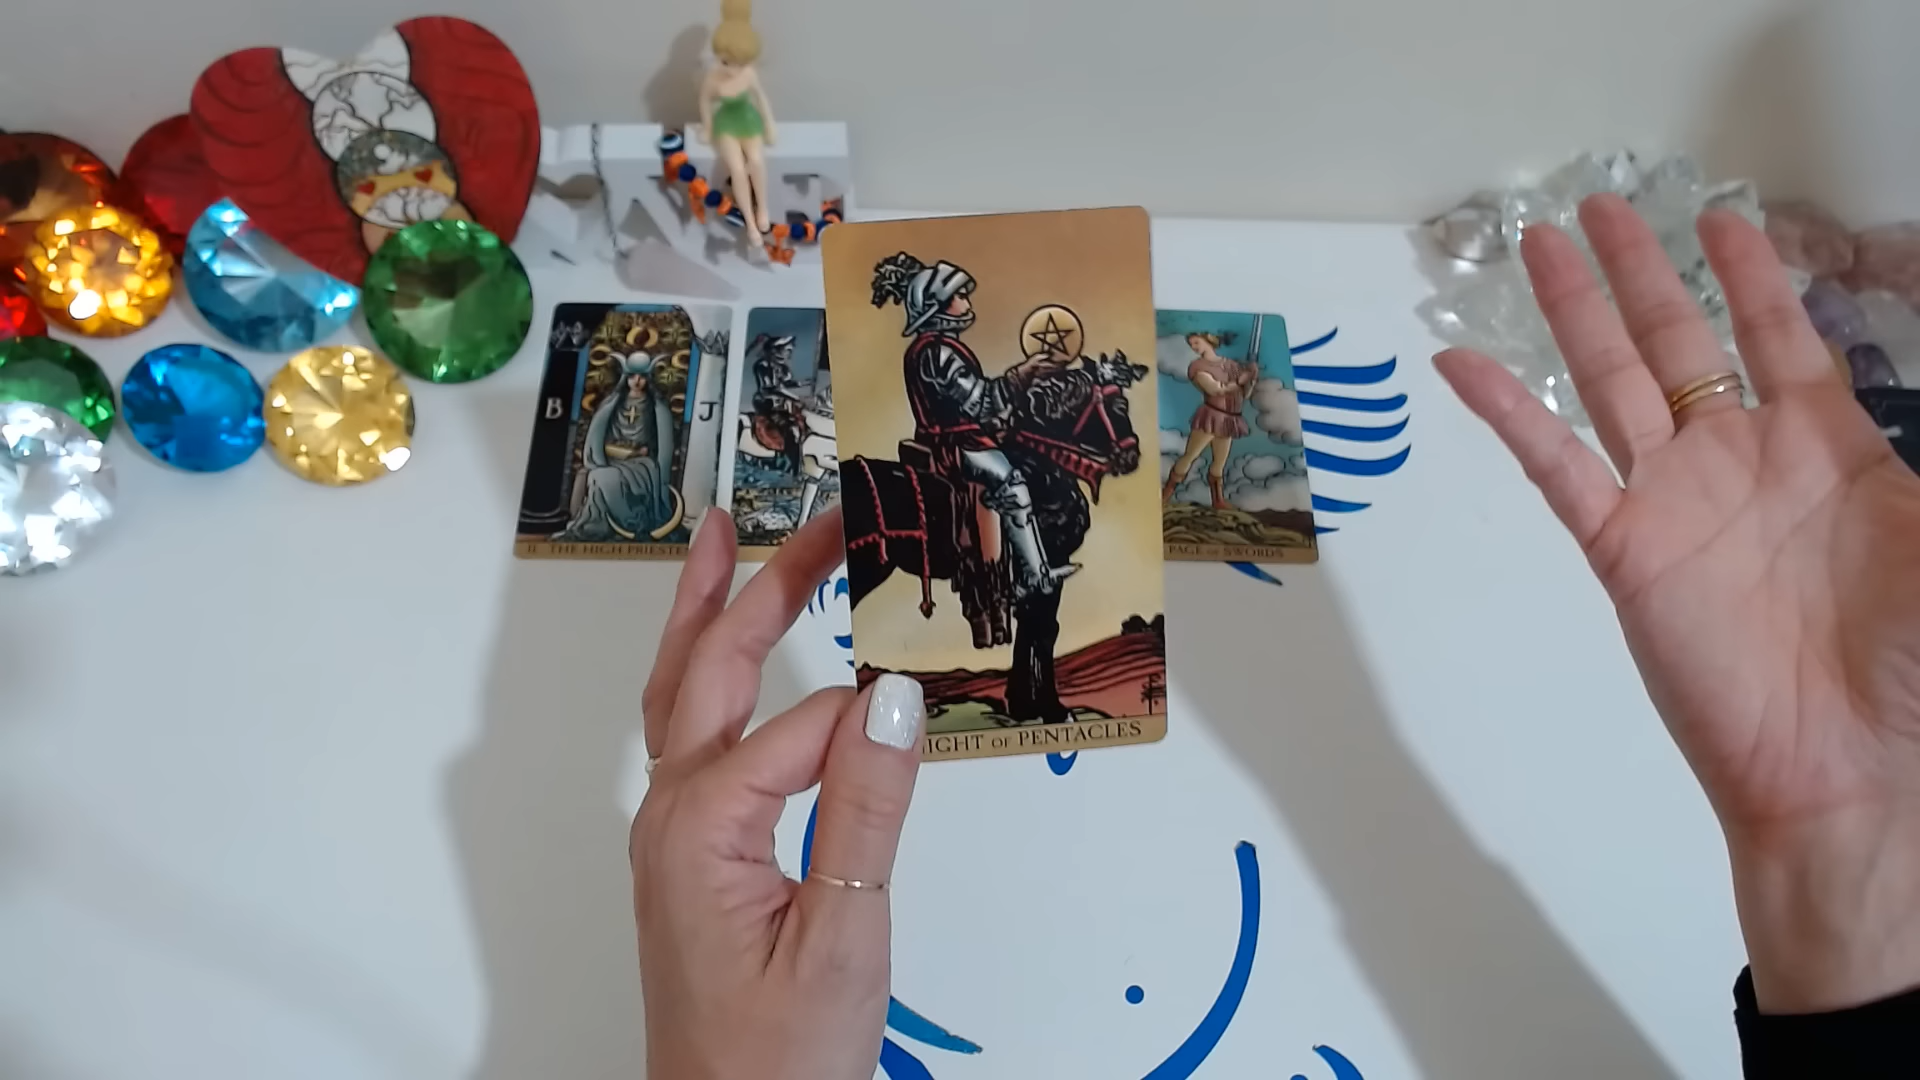 B
J
II THE HIGH PRIESTE
PAGE OF SWORDS
IGHT OF PENTACLES